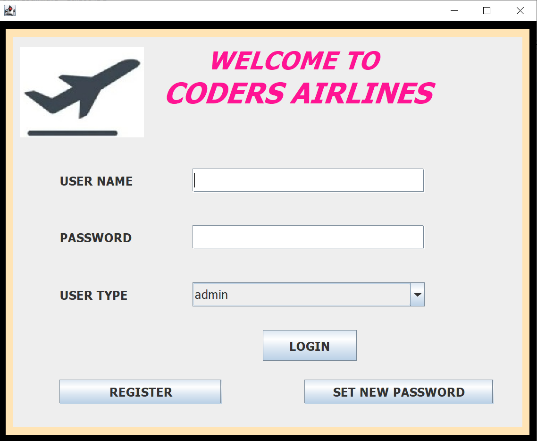 WELCOME TO
CODERS AIRLINES
USER NAME
PASSWORD
USER TYPE
admin
LOGIN
REGISTER
SET NEW PASSWORD